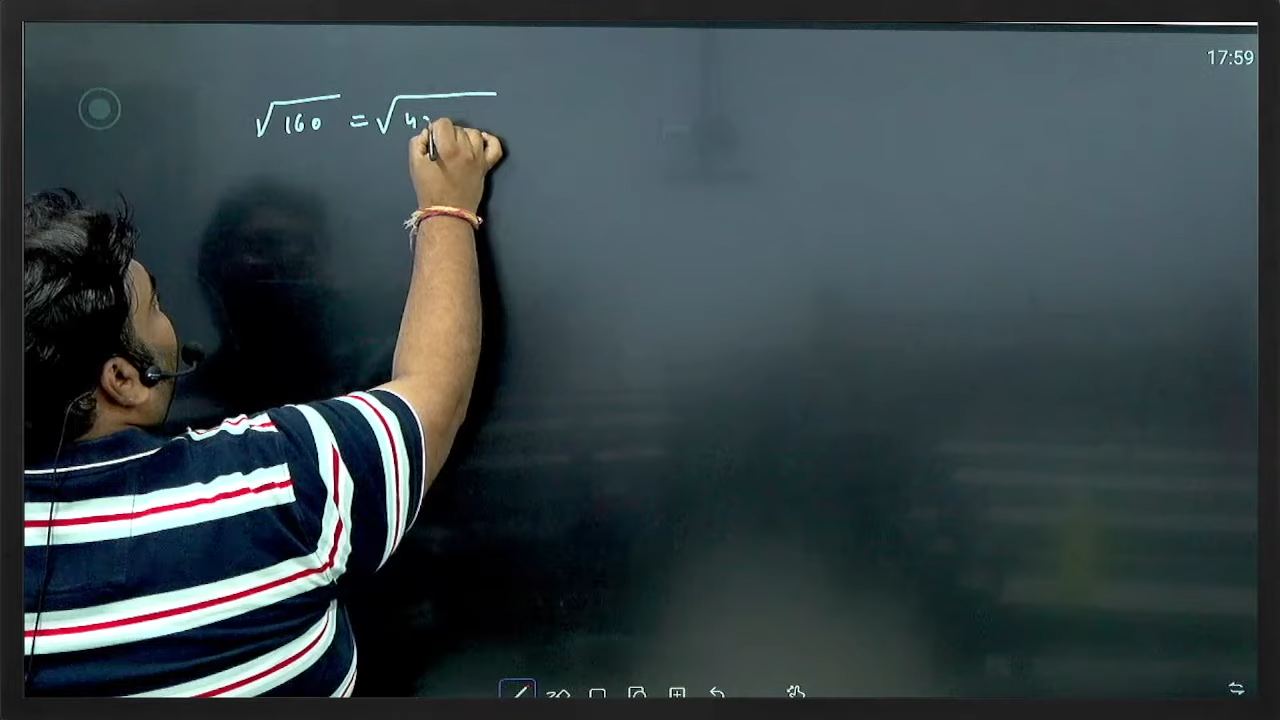 17:59
√160 = √4